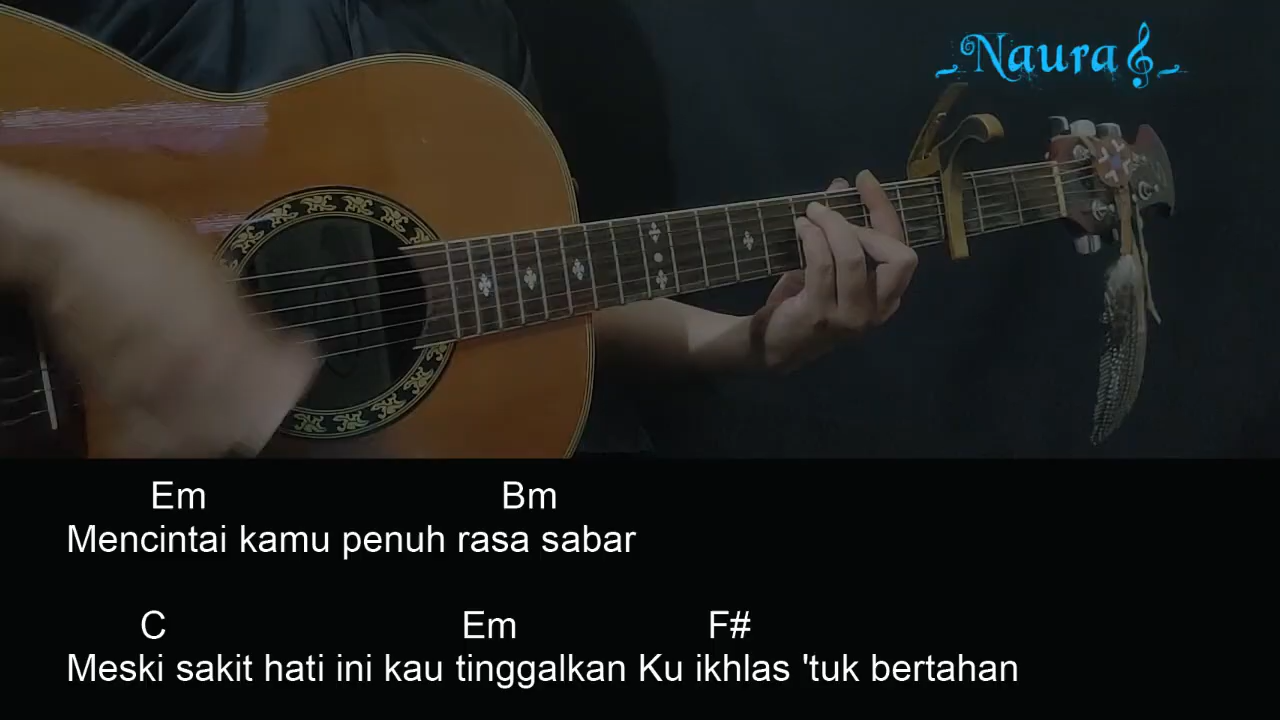 Naura
Em Bm
Mencintai kamu penuh rasa sabar
C Em F#
Meski sakit hati ini kau tinggalkan Ku ikhlas 'tuk bertahan